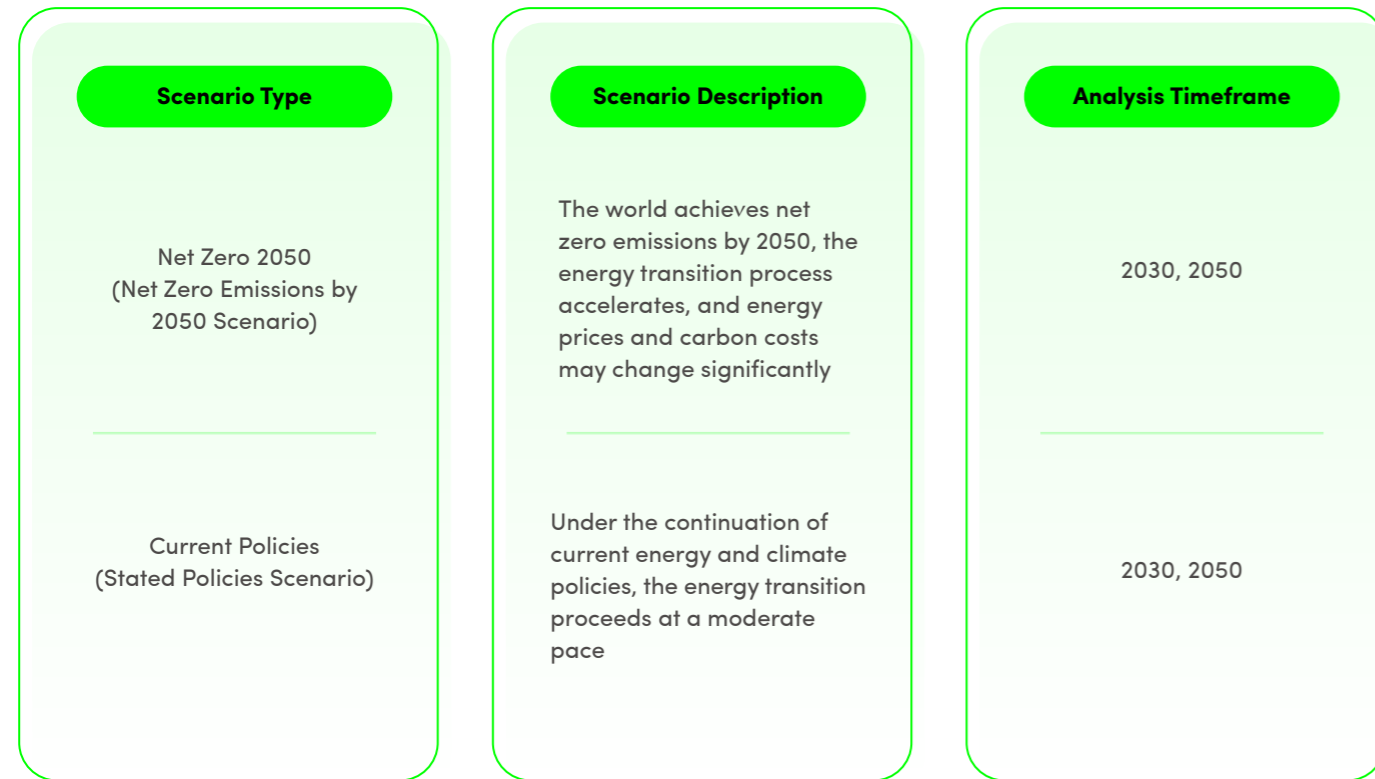 Scenario Type
Scenario Description
Analysis Timeframe
Net Zero 2050
(Net Zero Emissions by
2050 Scenario)
The world achieves net
zero emissions by 2050, the
energy transition process
accelerates, and energy
prices and carbon costs
may change significantly
2030, 2050
Current Policies
(Stated Policies Scenario)
Under the continuation of
current energy and climate
policies, the energy transition
proceeds at a moderate
pace
2030, 2050